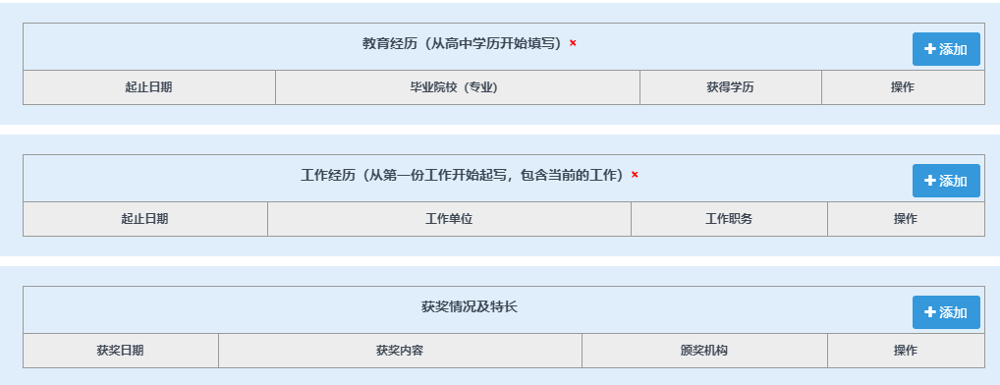 教育经历（从高中学历开始填写）×
添加
起止日期 毕业院校（专业） 获得学历 操作
工作经历（从第一份工作开始起写，包含当前的工作）×
添加
起止日期 工作单位 工作职务 操作
获奖情况及特长
添加
获奖日期 获奖内容 颁奖机构 操作